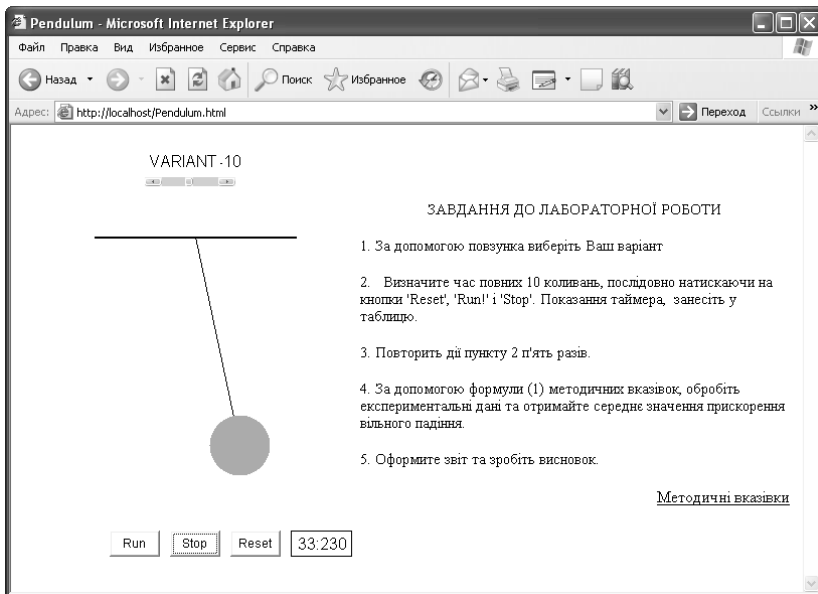 Pendulum - Microsoft Internet Explorer
Файл Правка Вид Избранное Сервис Справка
Назад Поиск Избранное
Адрес: http://localhost/Pendulum.html Переход Ссылки »
VARIANT -10
ЗАВДАННЯ ДО ЛАБОРАТОРНОЇ РОБОТИ
1. За допомогою повзунка виберіть Ваш варіант
2. Визначите час повних 10 коливань, послідовно натискаючи на
кнопки 'Reset', 'Run!' і 'Stop'. Показання таймера, занесіть у
таблицю.
3. Повторить дії пункту 2 п'ять разів.
4. За допомогою формули (1) методичних вказівок, обробіть
експериментальні дані та отримайте середнє значення прискорення
вільного падіння.
5. Оформите звіт та зробіть висновок.
Методичні вказівки
Run Stop Reset 33:230